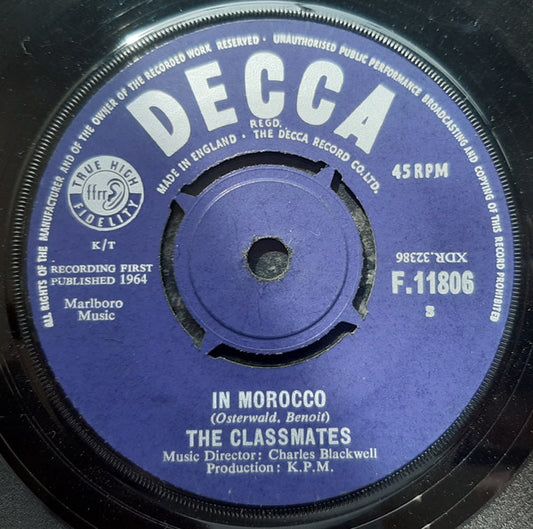 ALL RIGHTS OF THE MANUFACTURER, AND OF THE OWNER OF THE RECORDED WORK RESERVED · UNAUTHORISED PUBLIC PERFORMANCE BROADCASTING AND COPYING OF THIS RECORD PROHIBITED
DECCA
REGD.
MADE IN ENGLAND · THE DECCA RECORD CO. LTD.
TRUE HIGH
ffrr
FIDELITY
45 RPM
K/T
RECORDING FIRST
PUBLISHED 1964
Marlboro
Music
XDR.32386
F.11806
S
IN MOROCCO
(Osterwald, Benoit)
THE CLASSMATES
Music Director: Charles Blackwell
Production: K.P.M.